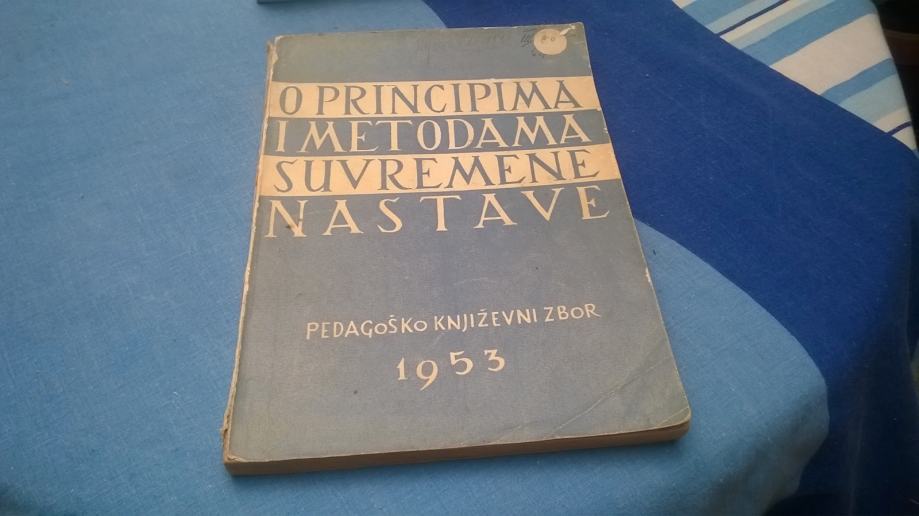 O PRINCIPIMA
I METODAMA
SUVREMENE
NASTAVE
PEDAGOŠKO KNJIŽEVNI ZBOR
1953